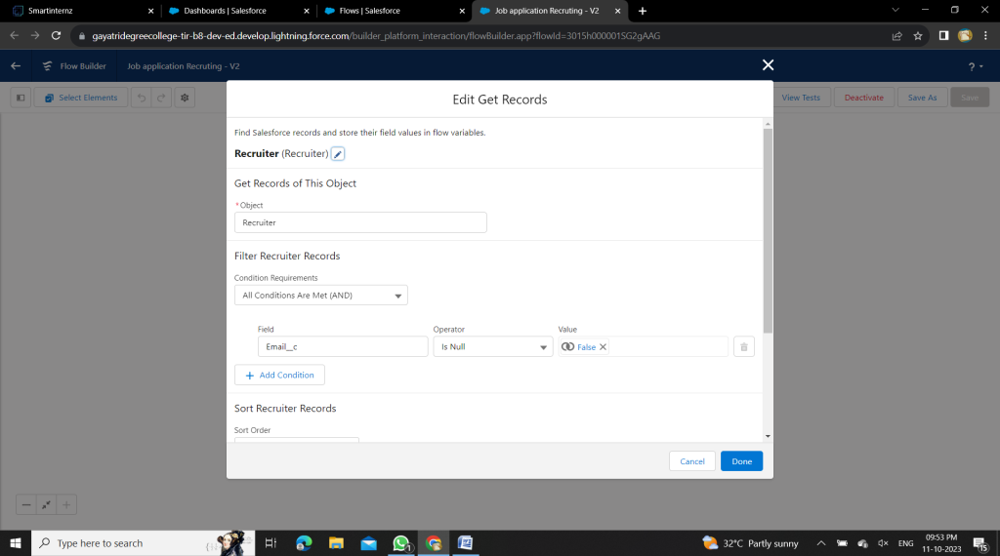 Smartinternz
Dashboards | Salesforce
Flows | Salesforce
Job application Recruting - V2
gayatridegreecollege-tir-b8-dev-ed.develop.lightning.force.com/builder_platform_interaction/flowBuilder.app?flowId=3015h000001SG2gAAG
Flow Builder
Job application Recruting - V2
?
Select Elements
View Tests
Deactivate
Save As
Save
Edit Get Records
Find Salesforce records and store their field values in flow variables.
Recruiter (Recruiter)
Get Records of This Object
* Object
Recruiter
Filter Recruiter Records
Condition Requirements
All Conditions Are Met (AND)
Field
Operator
Value
Email__c
Is Null
False
+ Add Condition
Sort Recruiter Records
Sort Order
Cancel
Done
Type here to search
1
32°C Partly sunny
ENG
09:53 PM
11-10-2023
15